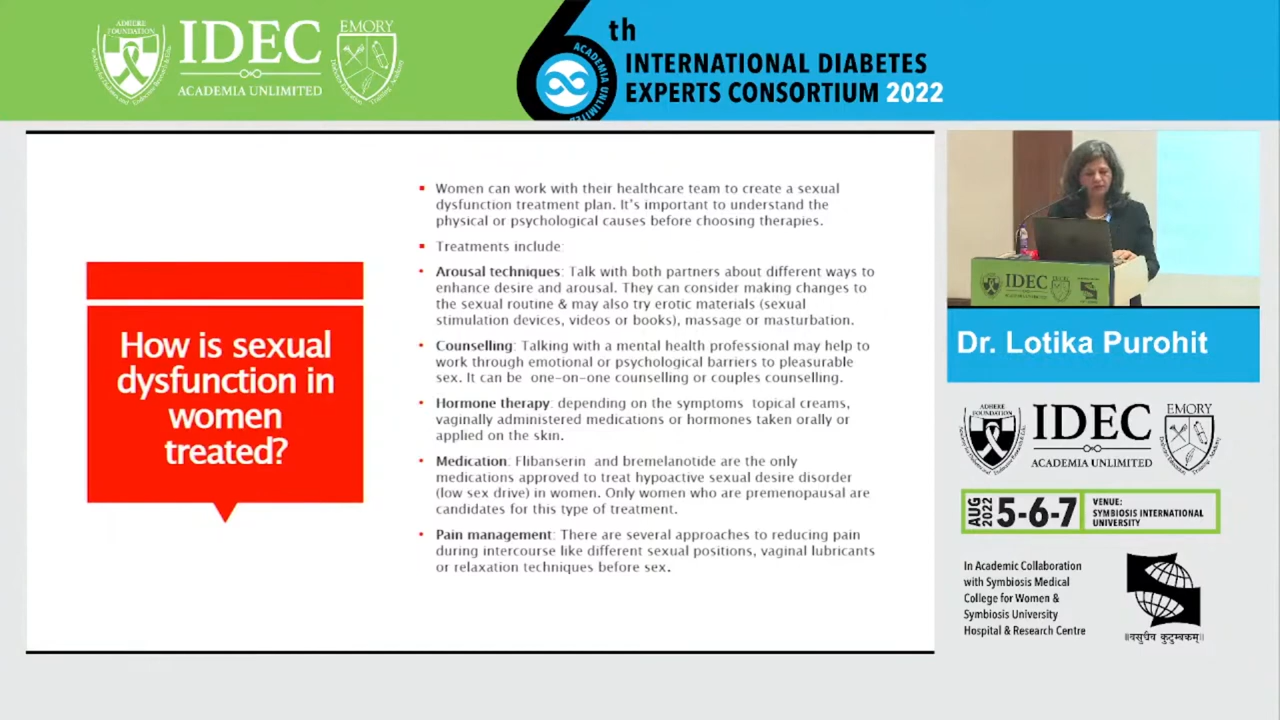 ADHERE
FOUNDATION
IDEC
ACADEMIA UNLIMITED
EMORY
ACADEMIA UNLIMITED
6th
INTERNATIONAL DIABETES
EXPERTS CONSORTIUM 2022
How is sexual
dysfunction in
women
treated?
▪ Women can work with their healthcare team to create a sexual
dysfunction treatment plan. It's important to understand the
physical or psychological causes before choosing therapies.
▪ Treatments include:
• Arousal techniques: Talk with both partners about different ways to
enhance desire and arousal. They can consider making changes to
the sexual routine & may also try erotic materials (sexual
stimulation devices, videos or books), massage or masturbation.
• Counselling: Talking with a mental health professional may help to
work through emotional or psychological barriers to pleasurable
sex. It can be one-on-one counselling or couples counselling.
• Hormone therapy: depending on the symptoms topical creams,
vaginally administered medications or hormones taken orally or
applied on the skin.
• Medication: Flibanserin and bremelanotide are the only
medications approved to treat hypoactive sexual desire disorder
(low sex drive) in women. Only women who are premenopausal are
candidates for this type of treatment.
• Pain management: There are several approaches to reducing pain
during intercourse like different sexual positions, vaginal lubricants
or relaxation techniques before sex.
IDEC
Dr. Lotika Purohit
ADHERE
FOUNDATION
IDEC
ACADEMIA UNLIMITED
EMORY
AUG
2022
5-6-7
VENUE:
SYMBIOSIS INTERNATIONAL
UNIVERSITY
In Academic Collaboration
with Symbiosis Medical
College for Women &
Symbiosis University
Hospital & Research Centre
॥वसुधैव कुटुम्बकम्॥